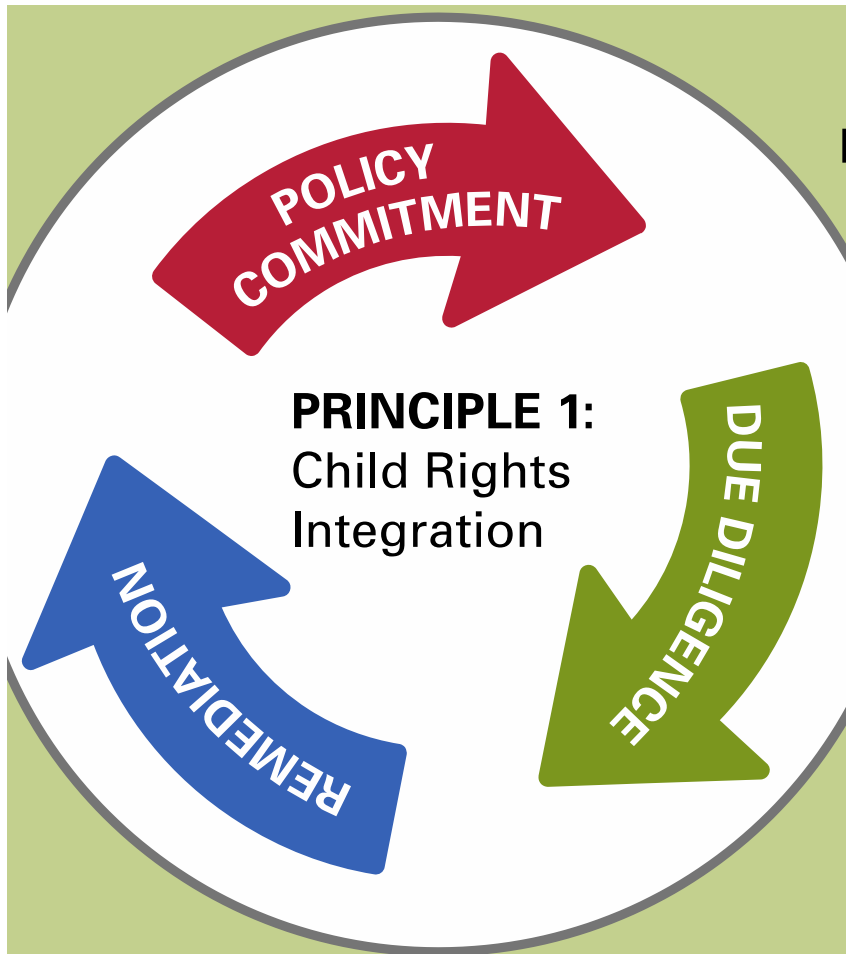 POLICY
COMMITMENT
PRINCIPLE 1:
Child Rights
Integration
DUE DILIGENCE
REMEDIATION